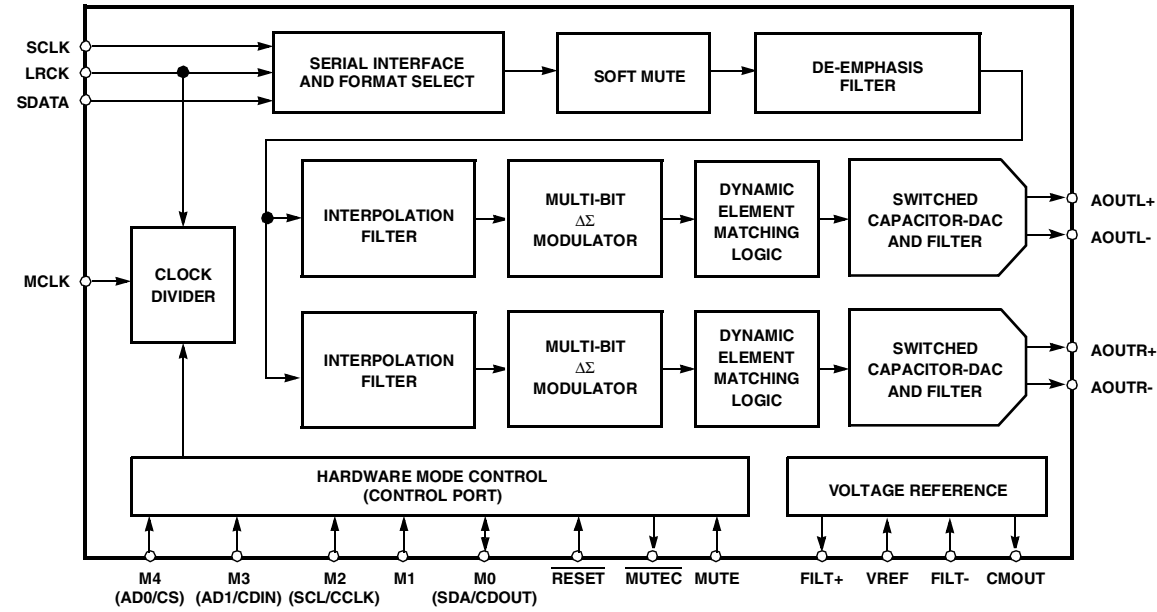 SCLK
LRCK
SDATA
SERIAL INTERFACE
AND FORMAT SELECT
SOFT MUTE
DE-EMPHASIS
FILTER
INTERPOLATION
FILTER
MULTI-BIT
ΔΣ
MODULATOR
DYNAMIC
ELEMENT
MATCHING
LOGIC
SWITCHED
CAPACITOR-DAC
AND FILTER
AOUTL+
AOUTL-
MCLK
CLOCK
DIVIDER
INTERPOLATION
FILTER
MULTI-BIT
ΔΣ
MODULATOR
DYNAMIC
ELEMENT
MATCHING
LOGIC
SWITCHED
CAPACITOR-DAC
AND FILTER
AOUTR+
AOUTR-
HARDWARE MODE CONTROL
(CONTROL PORT)
VOLTAGE REFERENCE
M4
(AD0/CS)
M3
(AD1/CDIN)
M2
(SCL/CCLK)
M1
M0
(SDA/CDOUT)
RESET
MUTEC
MUTE
FILT+
VREF
FILT-
CMOUT